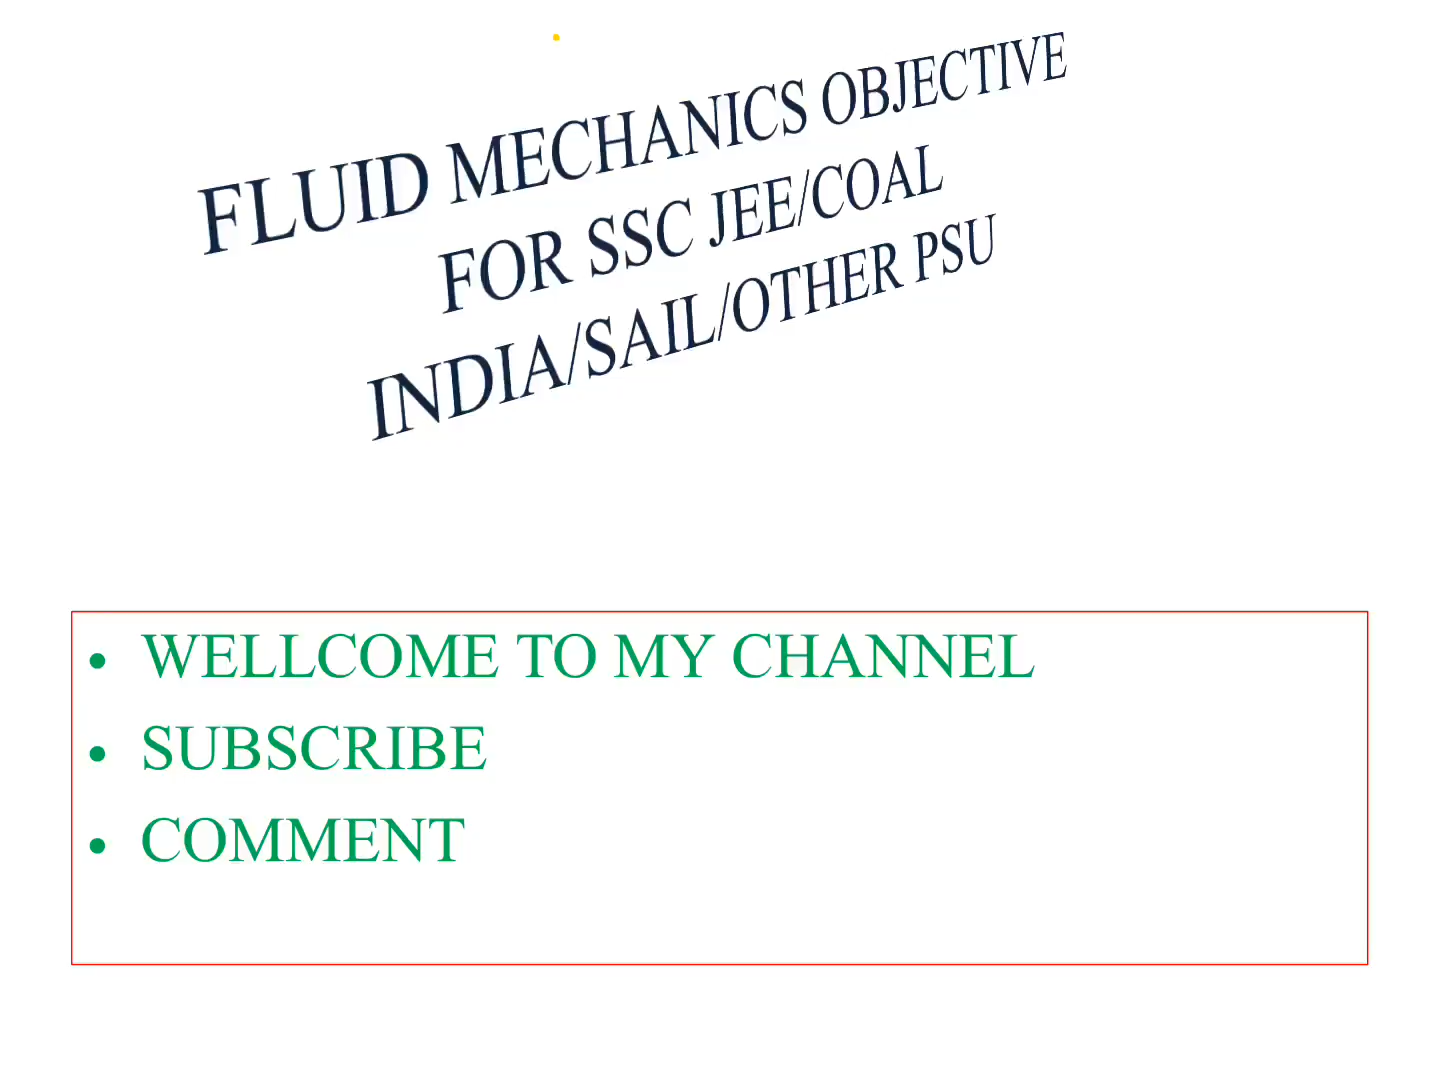 FLUID MECHANICS OBJECTIVE
FOR SSC JEE/COAL
INDIA/SAIL/OTHER PSU
• WELLCOME TO MY CHANNEL
• SUBSCRIBE
• COMMENT